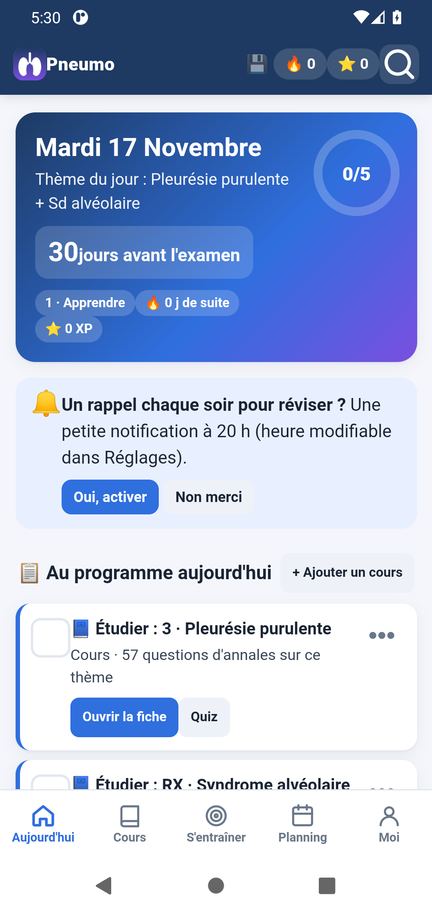 5:30
Pneumo
💾 🔥 0 ⭐ 0
Mardi 17 Novembre
Thème du jour : Pleurésie purulente
+ Sd alvéolaire
0/5
30jours avant l'examen
1 · Apprendre
🔥 0 j de suite
⭐ 0 XP
🔔 Un rappel chaque soir pour réviser ? Une
petite notification à 20 h (heure modifiable
dans Réglages).
Oui, activer
Non merci
📋 Au programme aujourd'hui
+ Ajouter un cours
📘 Étudier : 3 · Pleurésie purulente
•••
Cours · 57 questions d'annales sur ce
thème
Ouvrir la fiche
Quiz
📘 Étudier : RX · Syndrome alvéolaire
Aujourd'hui
Cours
S'entraîner
Planning
Moi